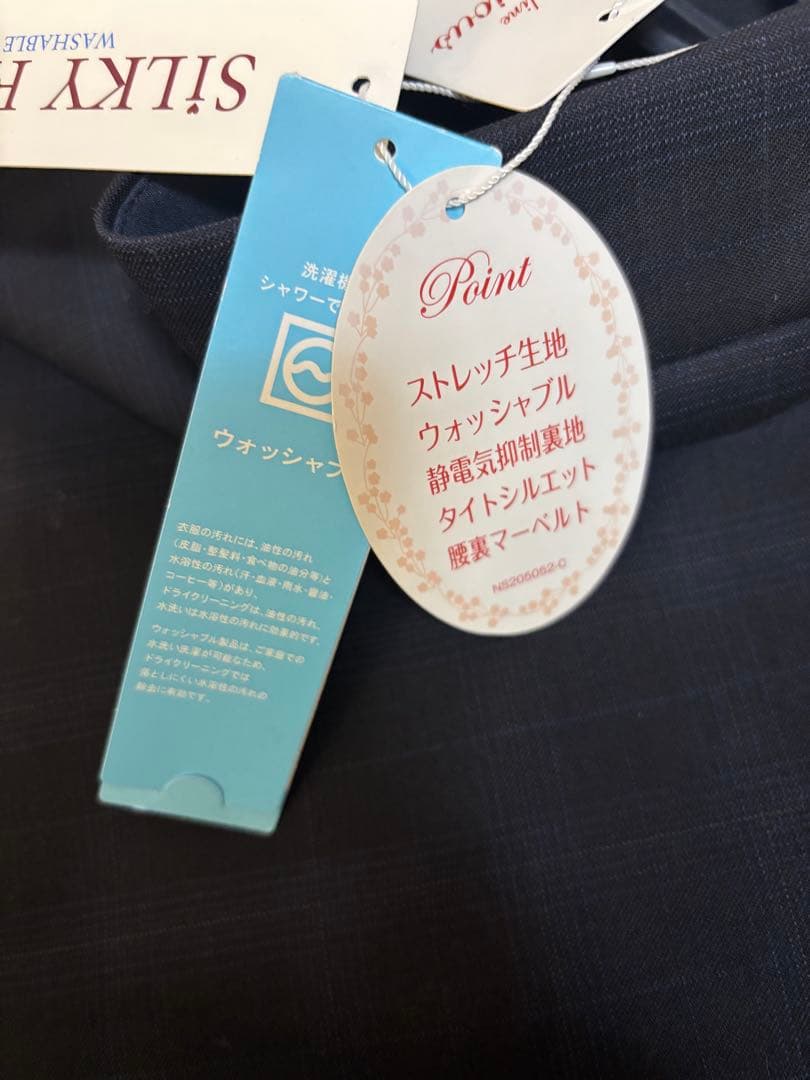 WASHABLE
SiLKY
line
Point
ストレッチ生地
ウォッシャブル
静電気抑制裏地
タイトシルエット
腰裏マーベルト
NS205052-C
洗濯機
シャワーで
ウォッシャブ
衣服の汚れには、油性の汚れ
(皮脂・整髪料・食べ物の油分等)と
水溶性の汚れ(汗・血液・雨水・醤油・
コーヒー等)があり、
ドライクリーニングは、油性の汚れ、
水洗いは水溶性の汚れに効果的です。
ウォッシャブル製品は、ご家庭での
水洗い洗濯が可能なため、
ドライクリーニングでは
落としにくい水溶性の汚れの
除去に有効です。